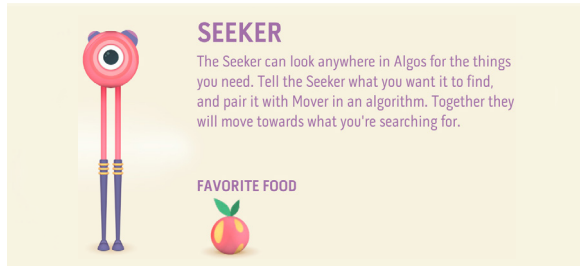 SEEKER
The Seeker can look anywhere in Algos for the things
you need. Tell the Seeker what you want it to find,
and pair it with Mover in an algorithm. Together they
will move towards what you're searching for.
FAVORITE FOOD